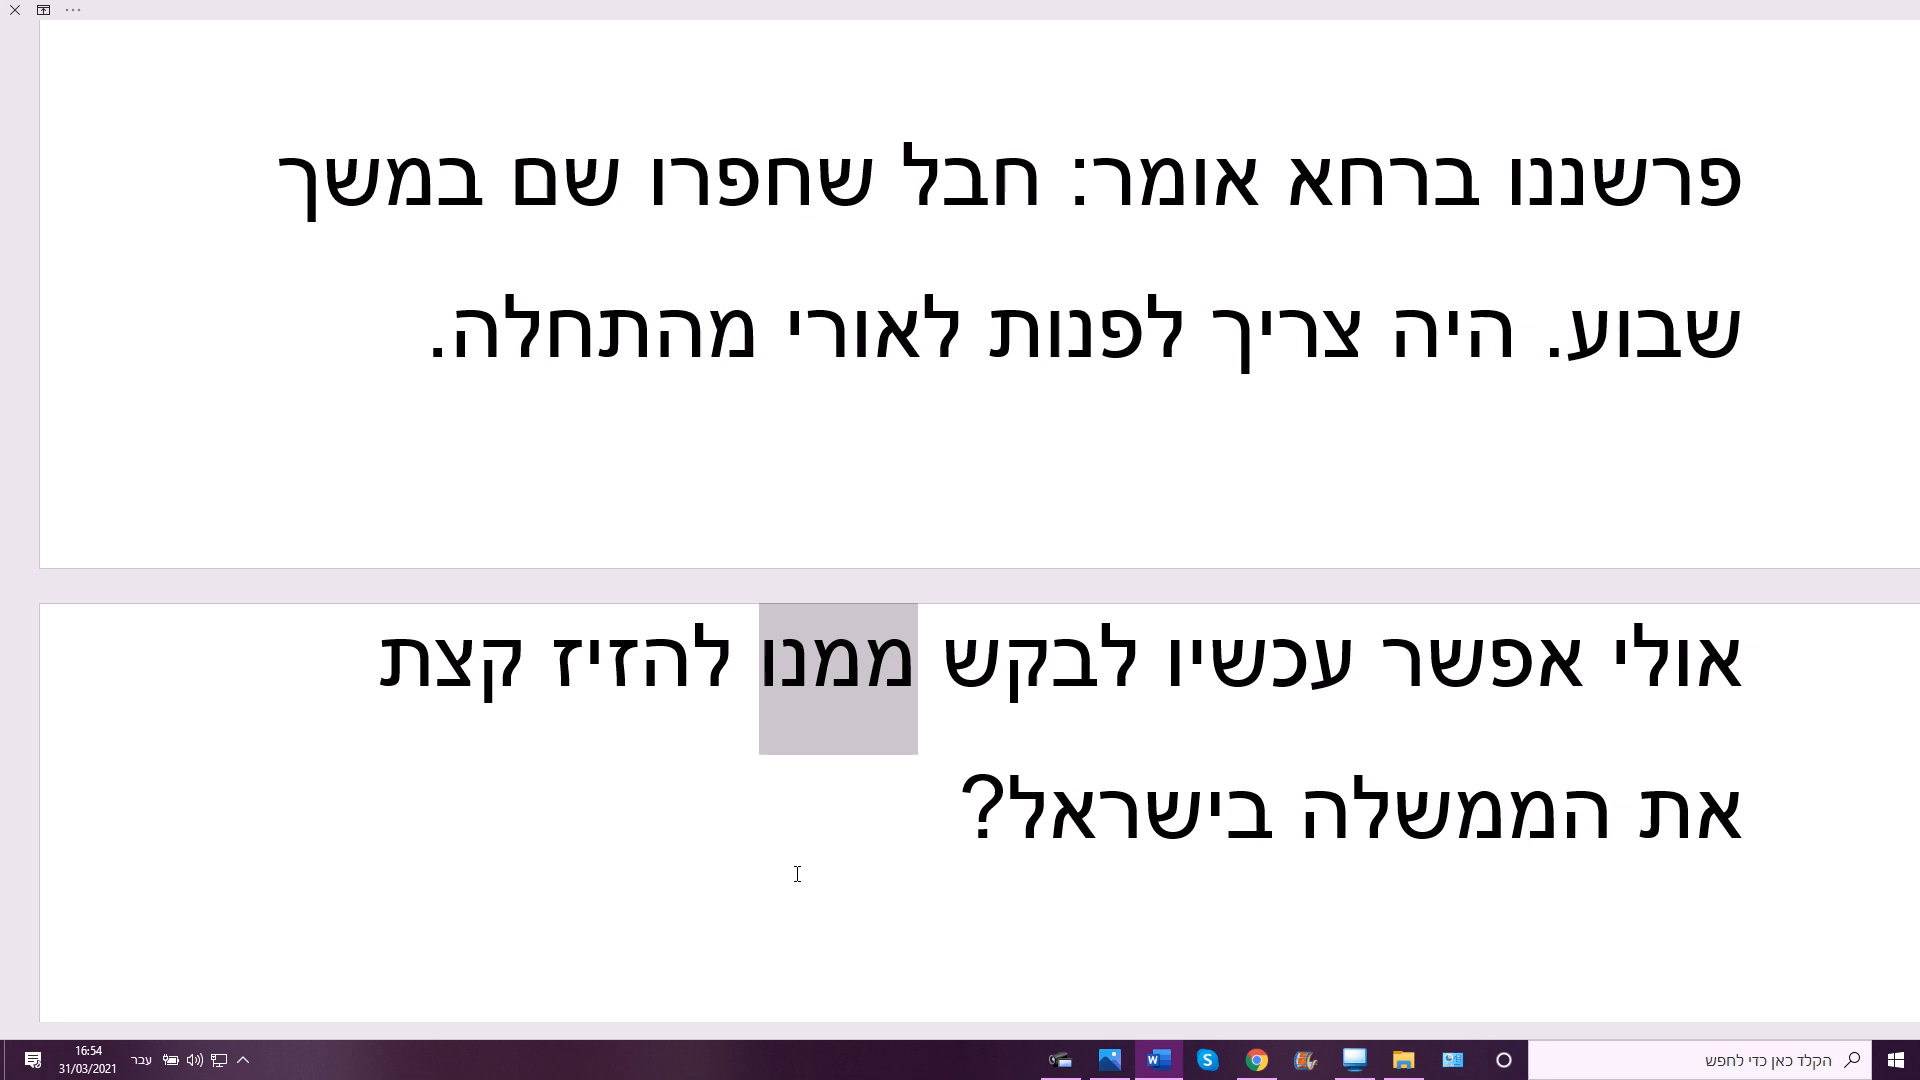 פרשננו ברחא אומר: חבל שחפרו שם במשך
שבוע. היה צריך לפנות לאורי מהתחלה.
אולי אפשר עכשיו לבקש ממנו להזיז קצת
את הממשלה בישראל?
הקלד כאן כדי לחפש
עבר
16:54
31/03/2021